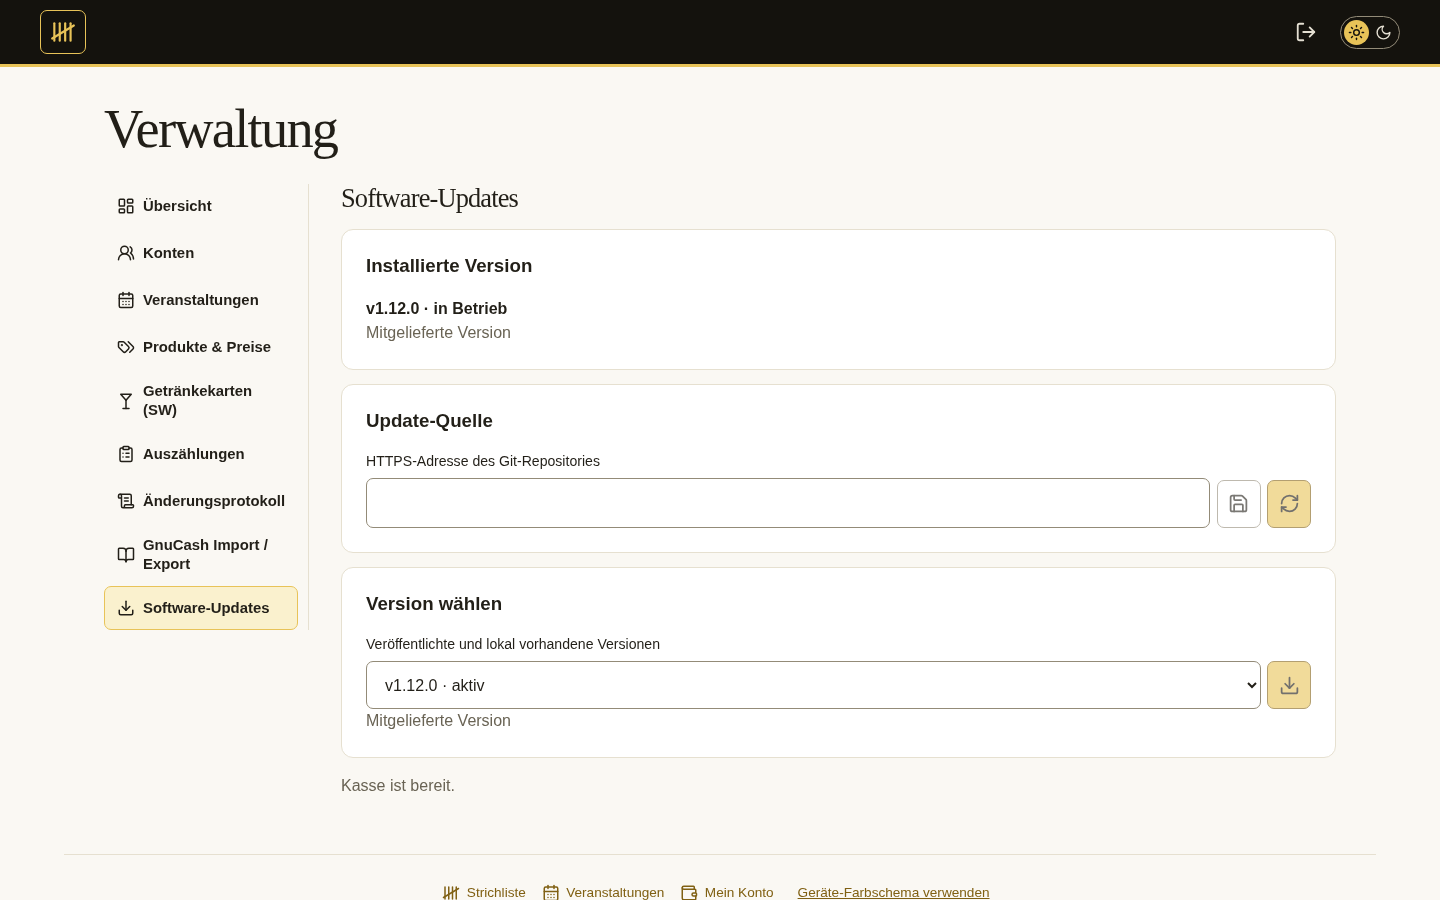 Verwaltung
Übersicht
Konten
Veranstaltungen
Produkte & Preise
Getränkekarten
(SW)
Auszählungen
Änderungsprotokoll
GnuCash Import /
Export
Software-Updates
Software-Updates
Installierte Version
v1.12.0 · in Betrieb
Mitgelieferte Version
Update-Quelle
HTTPS-Adresse des Git-Repositories
Version wählen
Veröffentlichte und lokal vorhandene Versionen
v1.12.0 · aktiv
Mitgelieferte Version
Kasse ist bereit.
Strichliste Veranstaltungen Mein Konto Geräte-Farbschema verwenden